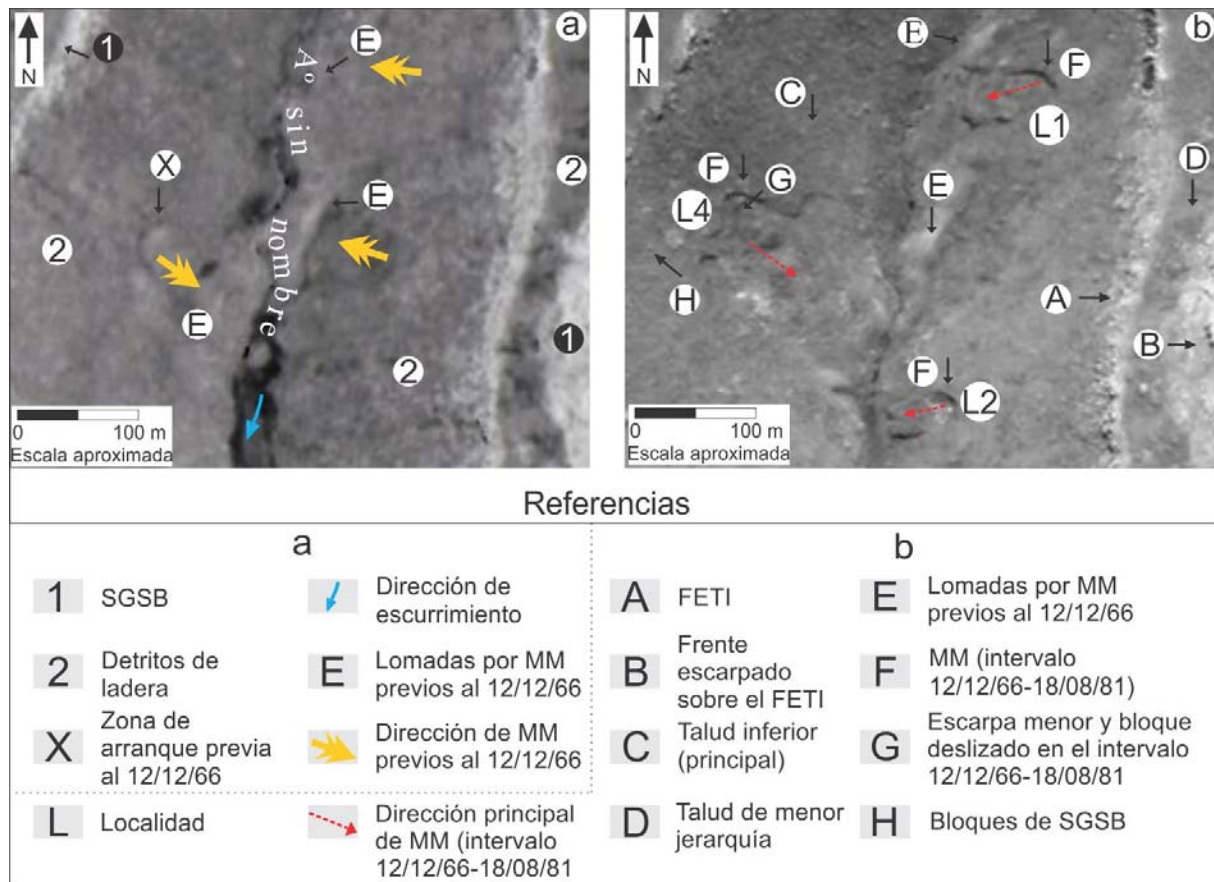 1
E
a
N
Aº sin nombre
X
E
2
2
E
2
1
0 100 m
Escala aproximada
E
b
N
F
C
L1
D
F
G
E
L4
A
H
B
F
L2
0 100 m
Escala aproximada
Referencias
a
1 SGSB
2 Detritos de
ladera
X Zona de
arranque previa
al 12/12/66
L Localidad
Dirección de
escurrimiento
E Lomadas por MM
previos al 12/12/66
Dirección de MM
previos al 12/12/66
Dirección principal
de MM (intervalo
12/12/66-18/08/81
b
A FETI
B Frente
escarpado
sobre el FETI
C Talud inferior
(principal)
D Talud de menor
jerarquía
E Lomadas por MM
previos al 12/12/66
F MM (intervalo
12/12/66-18/08/81)
G Escarpa menor y bloque
deslizado en el intervalo
12/12/66-18/08/81
H Bloques de SGSB